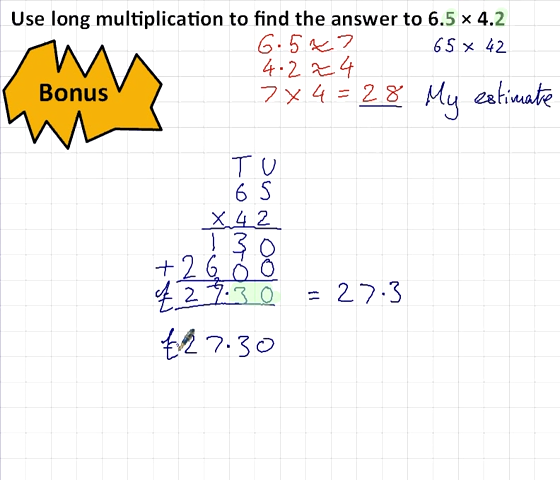 Use long multiplication to find the answer to 6.5 × 4.2
6.5 ≈ 7
65 × 42
4.2 ≈ 4
7 × 4 = 28 My estimate
Bonus
T U
6 5
× 4 2
1 3 0
+ 2 6 0 0
£ 2 7 . 3 0 = 27.3
£27.30